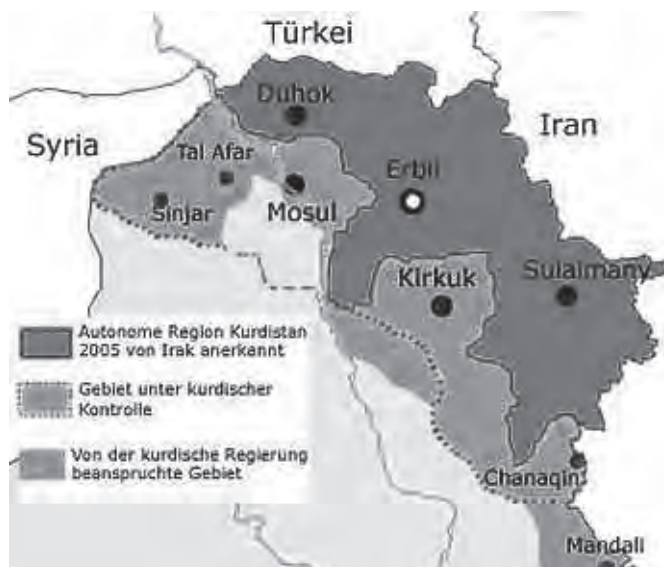 Türkei
Duhok
Iran
Syria
Tal Afar
Erbil
Sinjar
Mosul
Kirkuk
Sulaimany
Autonome Region Kurdistan
2005 von Irak anerkannt
Gebiet unter kurdischer
Kontrolle
Von der kurdische Regierung
beanspruchte Gebiet
Chanaqin
Mandali